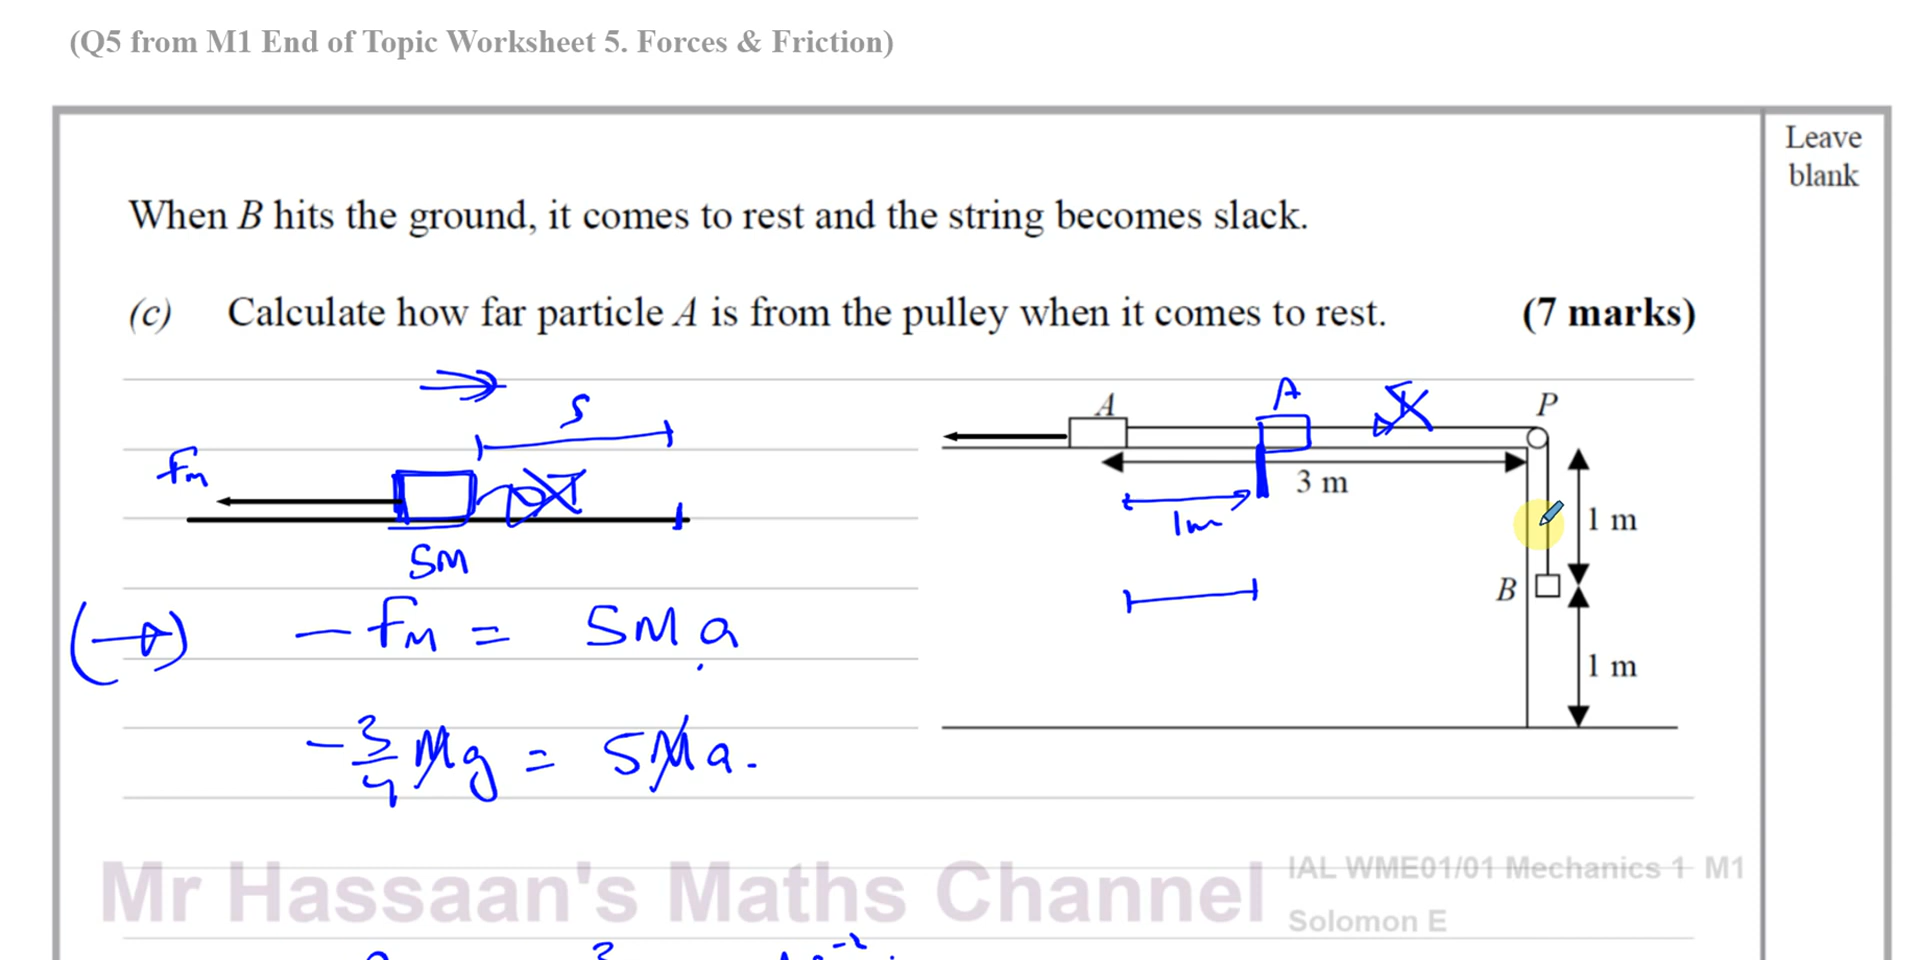 (Q5 from M1 End of Topic Worksheet 5. Forces & Friction)
Leave
blank
When B hits the ground, it comes to rest and the string becomes slack.
(c) Calculate how far particle A is from the pulley when it comes to rest. (7 marks)
S
Fm
5M
A
A
P
3 m
1m
1 m
B
1 m
(→) - Fm = 5M a
- 3/4 Mg = 5Ma.
Mr Hassaan's Maths Channel
IAL WME01/01 Mechanics 1 M1
Solomon E